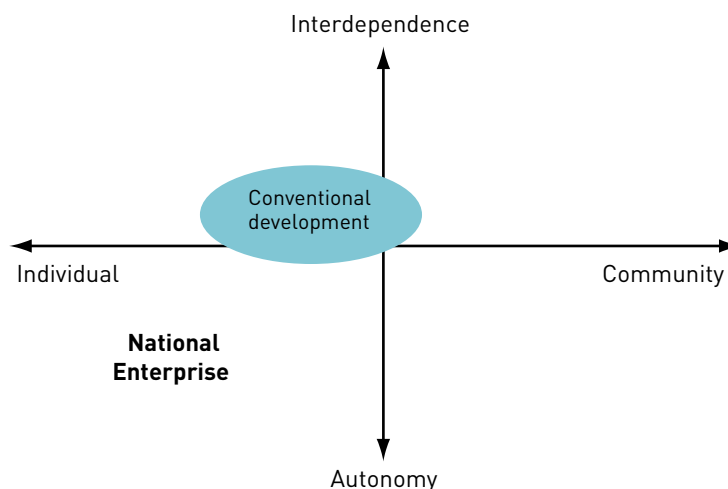 Interdependence
Conventional
development
Individual
Community
National
Enterprise
Autonomy